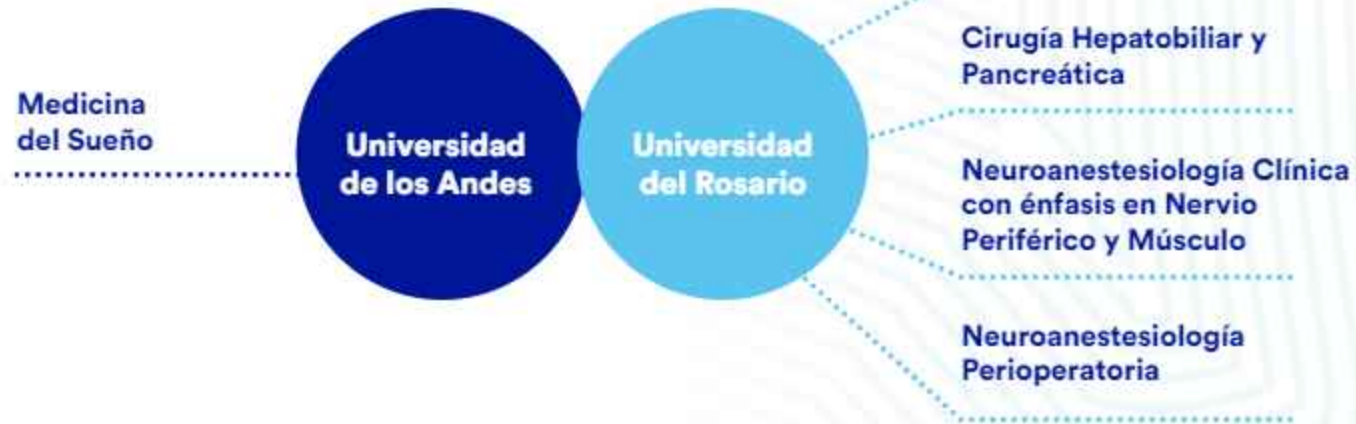 Medicina
del Sueño
Universidad
de los Andes
Universidad
del Rosario
Cirugía Hepatobiliar y
Pancreática
Neuroanestesiología Clínica
con énfasis en Nervio
Periférico y Músculo
Neuroanestesiología
Perioperatoria